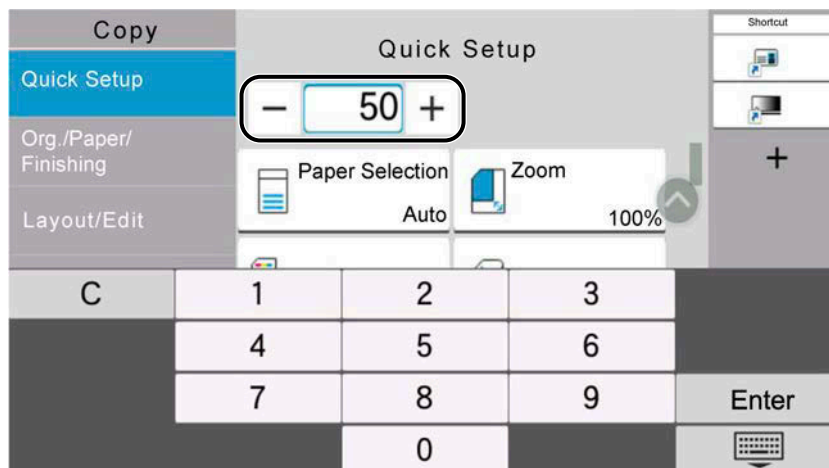 Copy
Quick Setup
Shortcut
Quick Setup
− 50 +
Org./Paper/
Finishing
Paper Selection
Auto
Zoom
100%
+
Layout/Edit
C 1 2 3
4 5 6
7 8 9 Enter
0